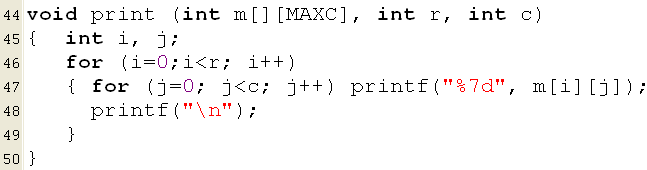 44 void print (int m[][MAXC], int r, int c)
45 {  int i, j;
46    for (i=0;i<r; i++)
47    { for (j=0; j<c; j++) printf("%7d", m[i][j]);
48      printf("\n");
49    }
50 }